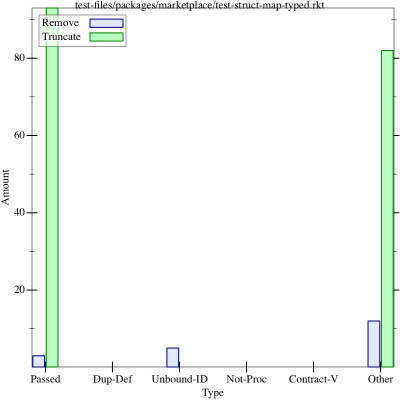 test-files/packages/marketplace/test-struct-map-typed.rkt
Remove
Truncate
80
60
40
20
Amount
Passed Dup-Def Unbound-ID Not-Proc Contract-V Other
Type